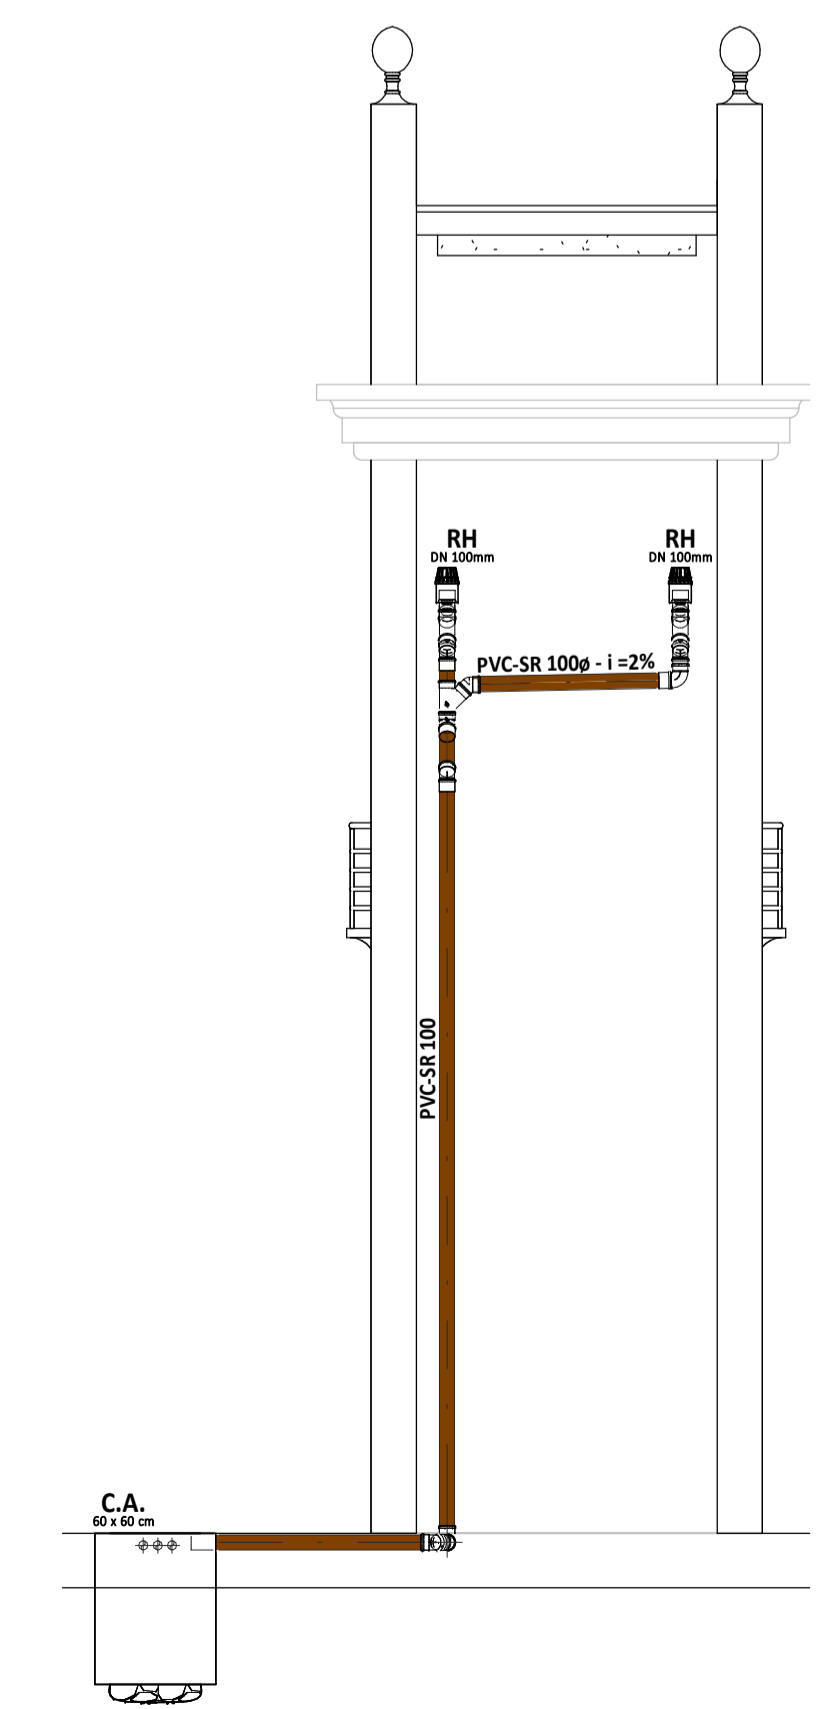 RH
DN 100mm
RH
DN 100mm
PVC-SR 100ø - i =2%
PVC-SR 100
C.A.
60 x 60 cm